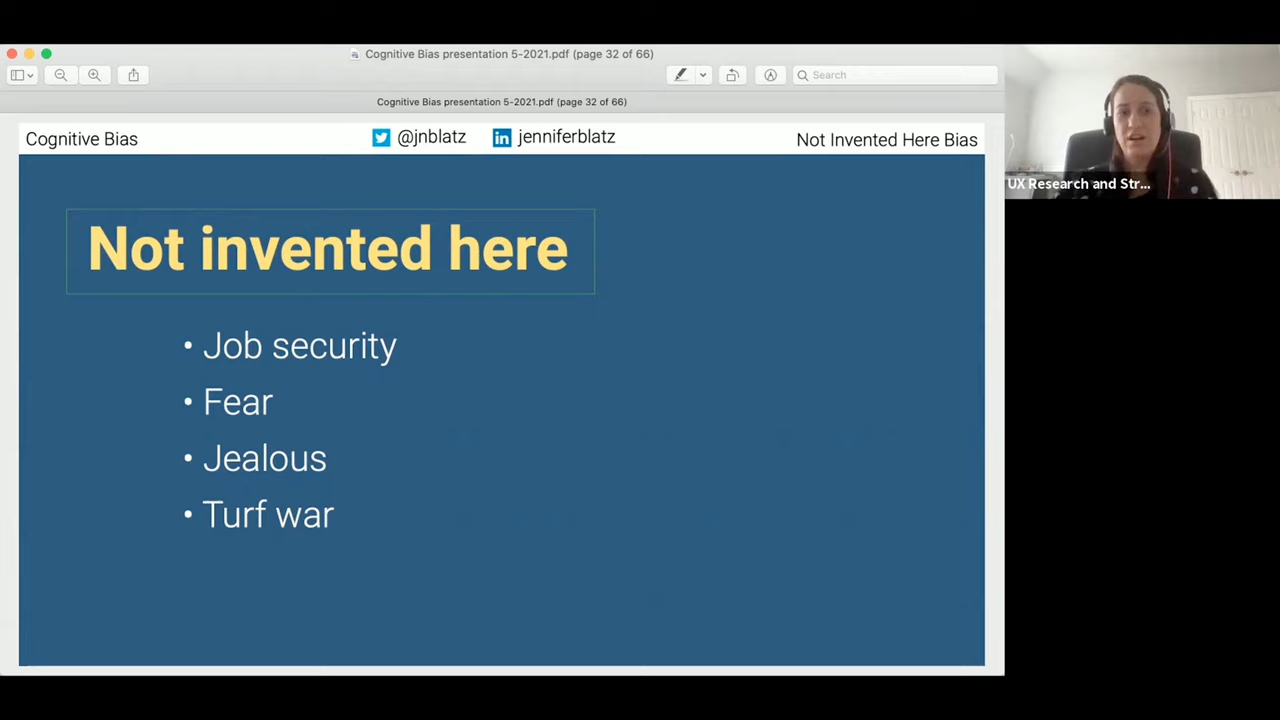 Cognitive Bias presentation 5-2021.pdf (page 32 of 66)
Search
Cognitive Bias presentation 5-2021.pdf (page 32 of 66)
Cognitive Bias
@jnblatz
in jenniferblatz
Not Invented Here Bias
UX Research and Str...
Not invented here
• Job security
• Fear
• Jealous
• Turf war